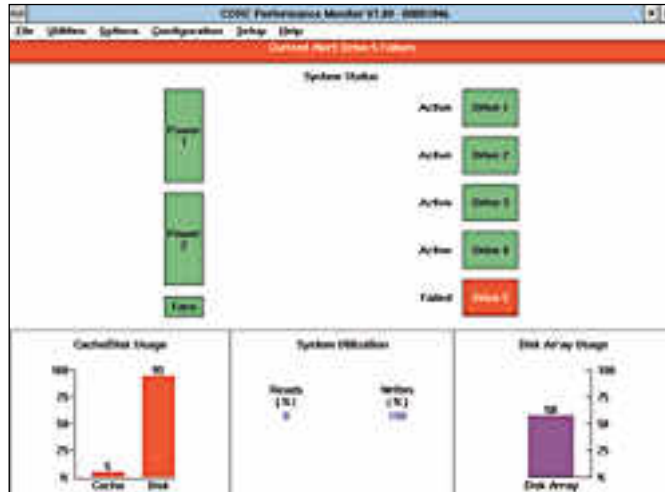 CORE Performance Monitor V1.00 -
File Utilities Options Configuration Setup Help
Current Alert: Drive 5 Failure
System Status
Power
1
Active Drive 1
Active Drive 2
Power
2
Active Drive 3
Active Drive 4
Fans
Failed Drive 5
Cache/Disk Usage
100
75
50
25
%
5
95
Cache Disk
System Utilization
Reads
(%)
0
Writes
(%)
100
Disk Array Usage
100
75
50
25
%
58
Disk Array